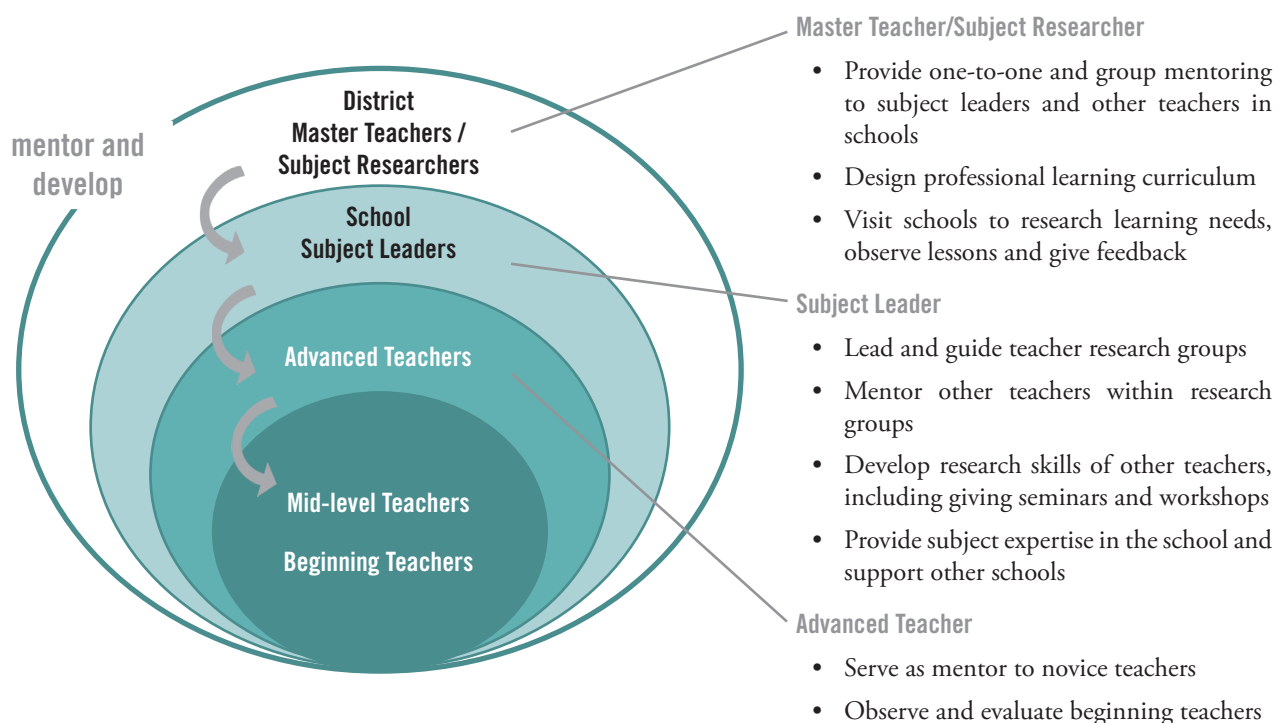 mentor and
develop
District
Master Teachers /
Subject Researchers
School
Subject Leaders
Advanced Teachers
Mid-level Teachers
Beginning Teachers
Master Teacher/Subject Researcher
• Provide one-to-one and group mentoring
to subject leaders and other teachers in
schools
• Design professional learning curriculum
• Visit schools to research learning needs,
observe lessons and give feedback
Subject Leader
• Lead and guide teacher research groups
• Mentor other teachers within research
groups
• Develop research skills of other teachers,
including giving seminars and workshops
• Provide subject expertise in the school and
support other schools
Advanced Teacher
• Serve as mentor to novice teachers
• Observe and evaluate beginning teachers